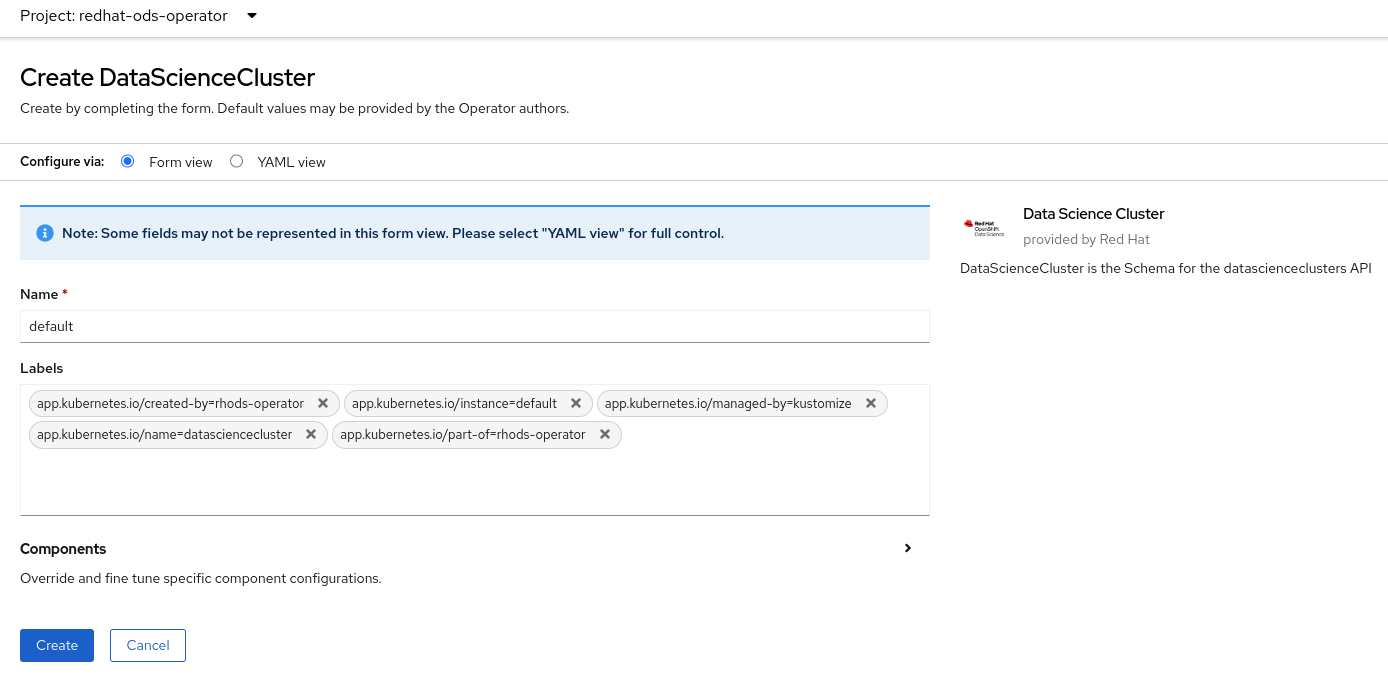 Project: redhat-ods-operator
Create DataScienceCluster
Create by completing the form. Default values may be provided by the Operator authors.
Configure via: Form view YAML view
Note: Some fields may not be represented in this form view. Please select "YAML view" for full control.
Name *
default
Labels
app.kubernetes.io/created-by=rhods-operator app.kubernetes.io/instance=default app.kubernetes.io/managed-by=kustomize
app.kubernetes.io/name=datasciencecluster app.kubernetes.io/part-of=rhods-operator
Components
Override and fine tune specific component configurations.
Create Cancel
Red Hat
OpenShift
Data Science
Data Science Cluster
provided by Red Hat
DataScienceCluster is the Schema for the datascienceclusters API